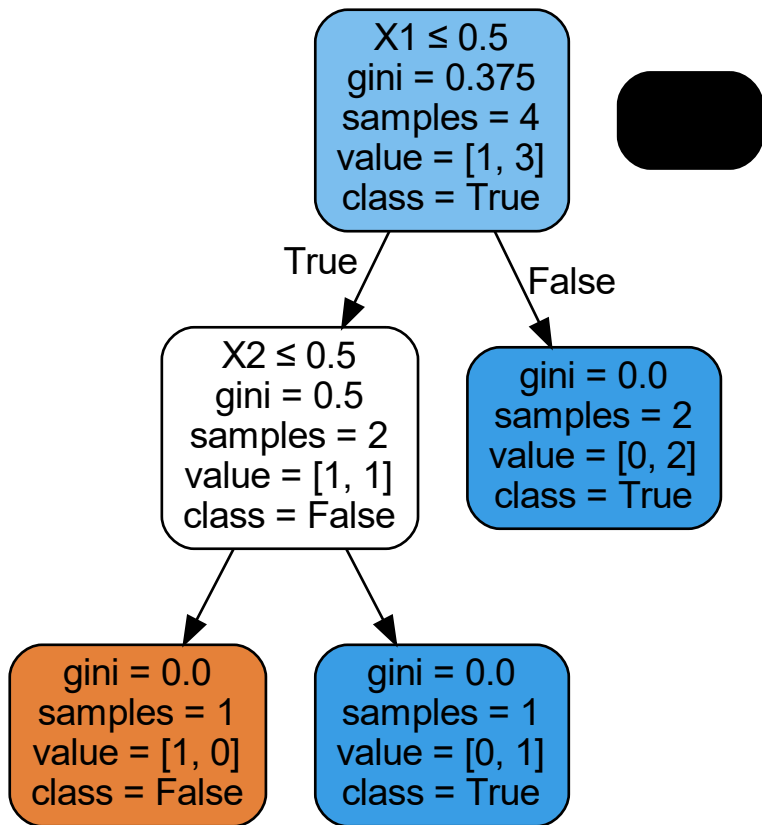 X1 ≤ 0.5
gini = 0.375
samples = 4
value = [1, 3]
class = True
True
False
X2 ≤ 0.5
gini = 0.5
samples = 2
value = [1, 1]
class = False
gini = 0.0
samples = 2
value = [0, 2]
class = True
gini = 0.0
samples = 1
value = [1, 0]
class = False
gini = 0.0
samples = 1
value = [0, 1]
class = True